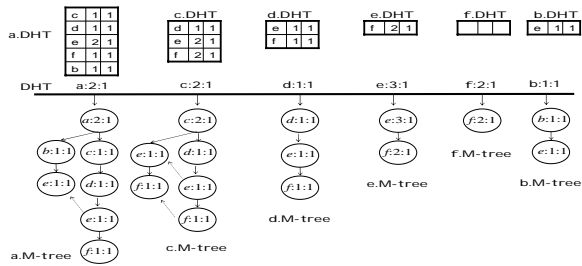 a.DHT
c 1 1
d 1 1
e 2 1
f 1 1
b 1 1
c.DHT
d 1 1
e 2 1
f 2 1
d.DHT
e 1 1
f 1 1
e.DHT
f 2 1
f.DHT
b.DHT
e 1 1
DHT a:2:1 c:2:1 d:1:1 e:3:1 f:2:1 b:1:1
a:2:1 c:2:1 d:1:1 e:3:1 f:2:1 b:1:1
b:1:1 c:1:1 e:1:1 d:1:1 e:1:1 f:2:1 e:1:1
e:1:1 d:1:1 f:1:1 e:1:1 f:1:1
e:1:1 f:1:1
f:1:1
a.M-tree
c.M-tree
d.M-tree
e.M-tree
f.M-tree
b.M-tree